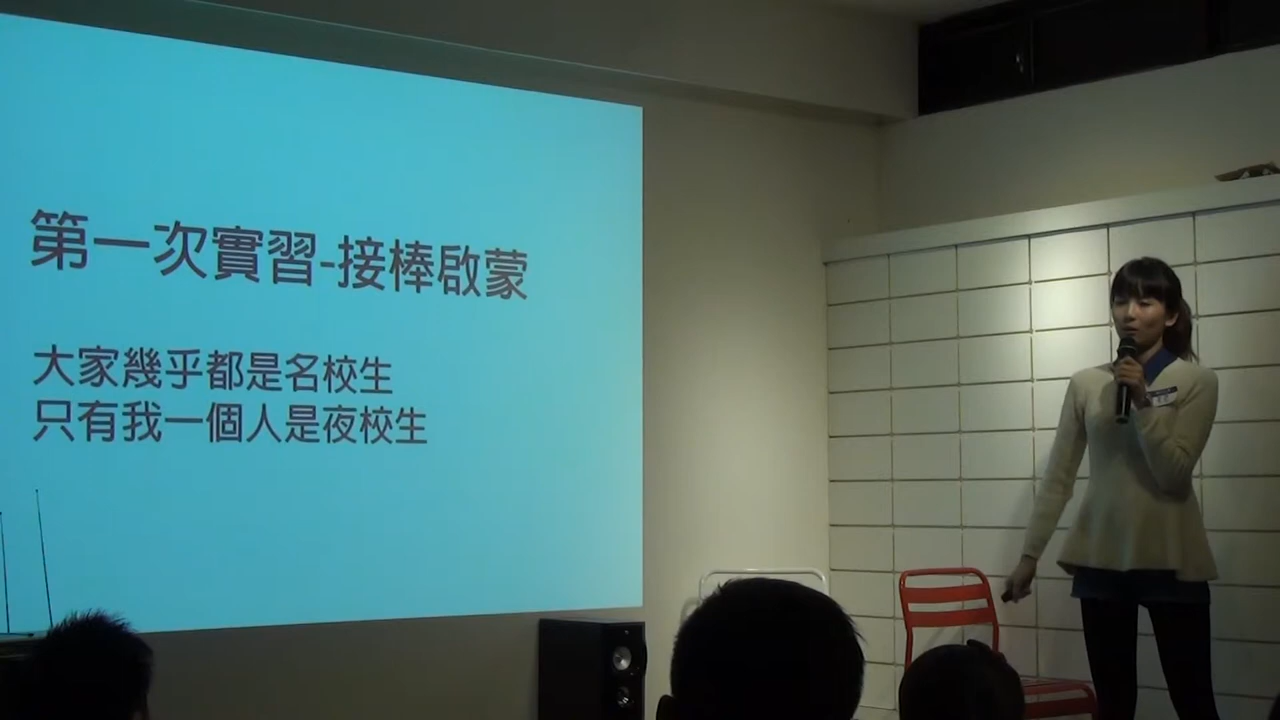 第一次實習-接棒啟蒙
大家幾乎都是名校生
只有我一個人是夜校生